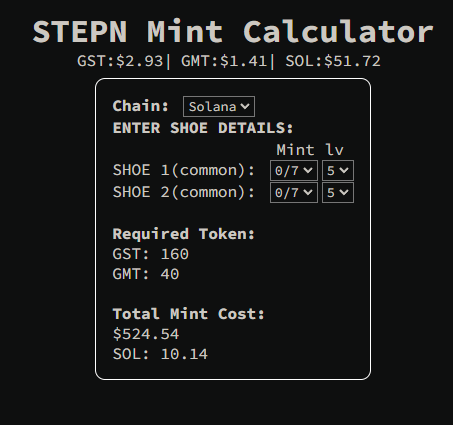 STEPN Mint Calculator
GST:$2.93| GMT:$1.41| SOL:$51.72
Chain: Solana
ENTER SHOE DETAILS:
Mint lv
SHOE 1(common): 0/7 5
SHOE 2(common): 0/7 5
Required Token:
GST: 160
GMT: 40
Total Mint Cost:
$524.54
SOL: 10.14